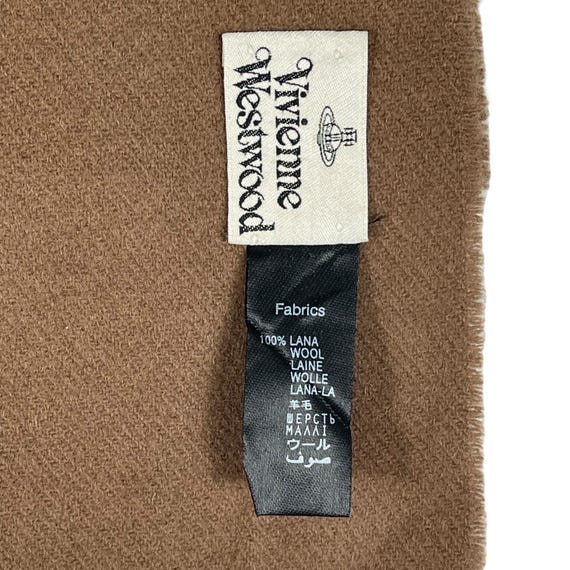 Vivienne
Westwood
Fabrics
100% LANA
WOOL
LAINE
WOLLE
LANA-LA
羊毛
ШЕРСТЬ
ΜΑΛΛΙ
ウール
صوف